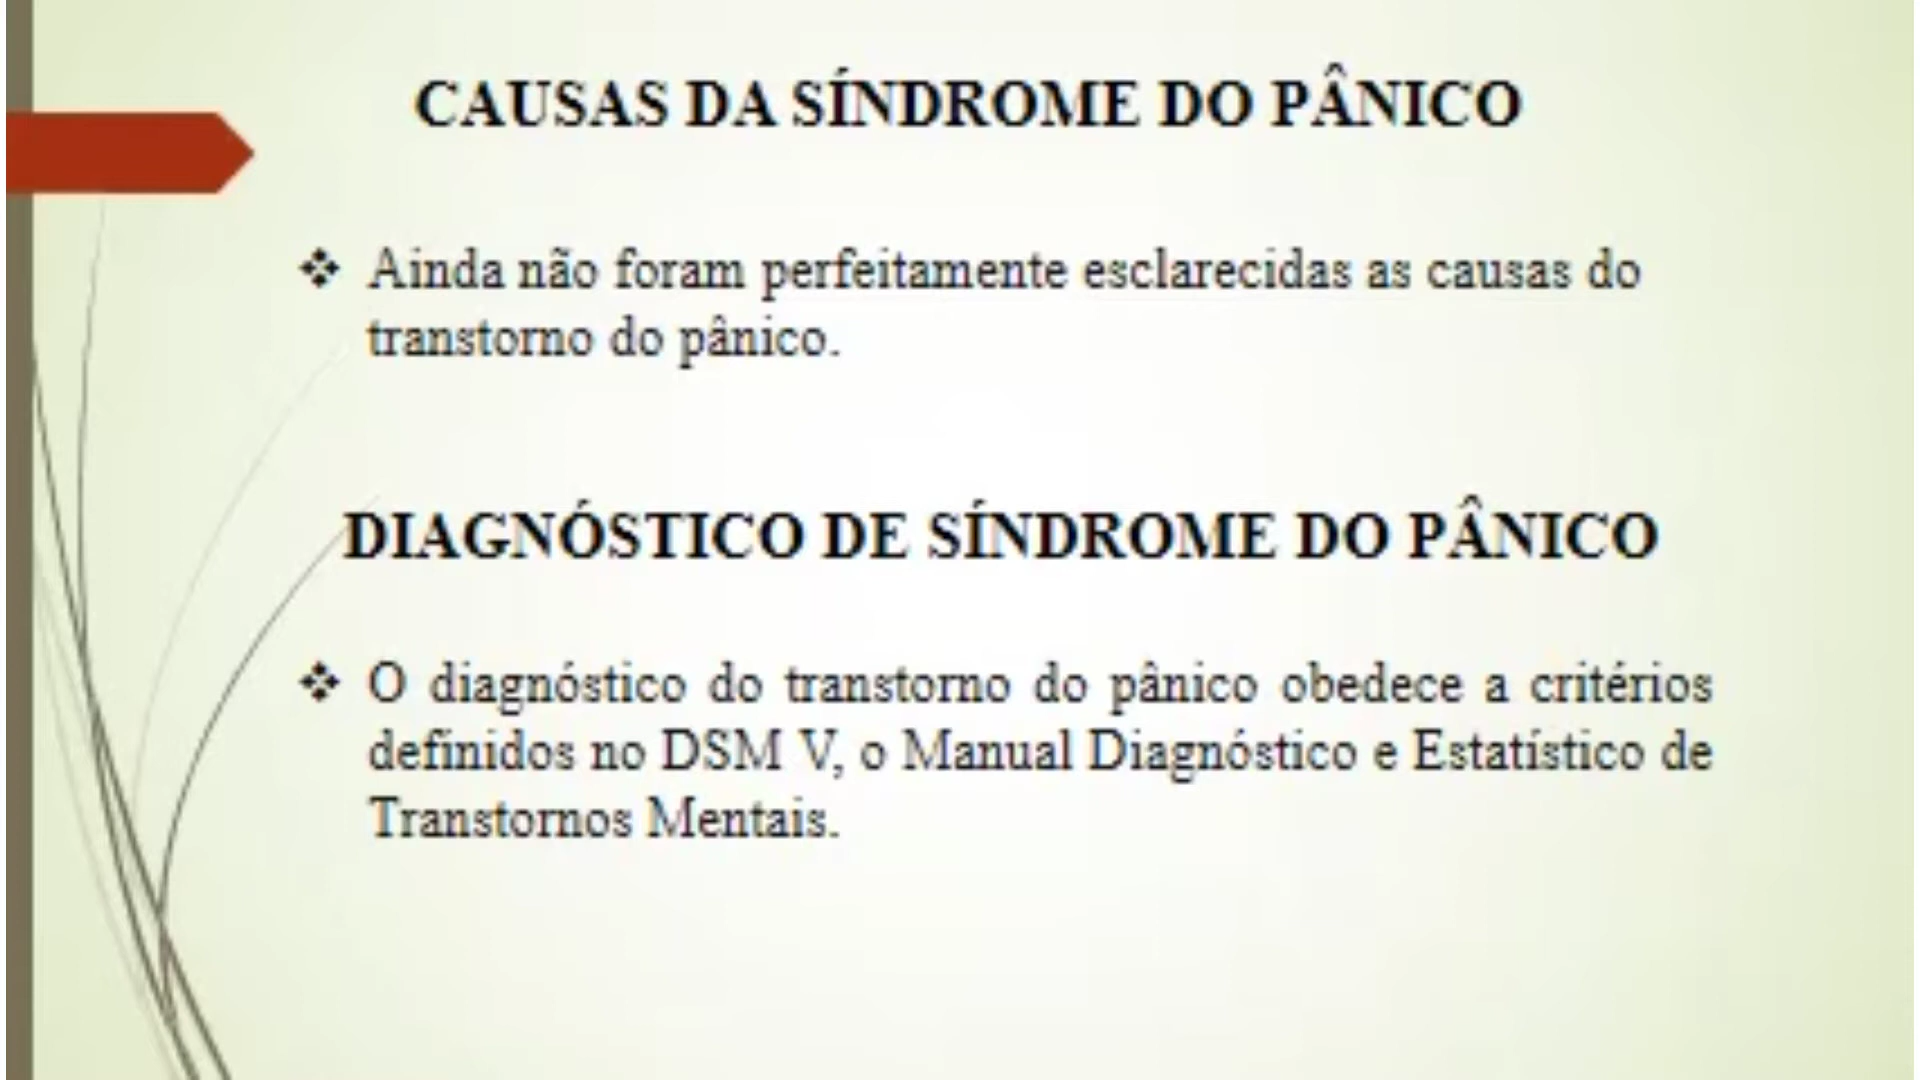 CAUSAS DA SÍNDROME DO PÂNICO
❖ Ainda não foram perfeitamente esclarecidas as causas do
transtorno do pânico.
DIAGNÓSTICO DE SÍNDROME DO PÂNICO
❖ O diagnóstico do transtorno do pânico obedece a critérios
definidos no DSM V, o Manual Diagnóstico e Estatístico de
Transtornos Mentais.